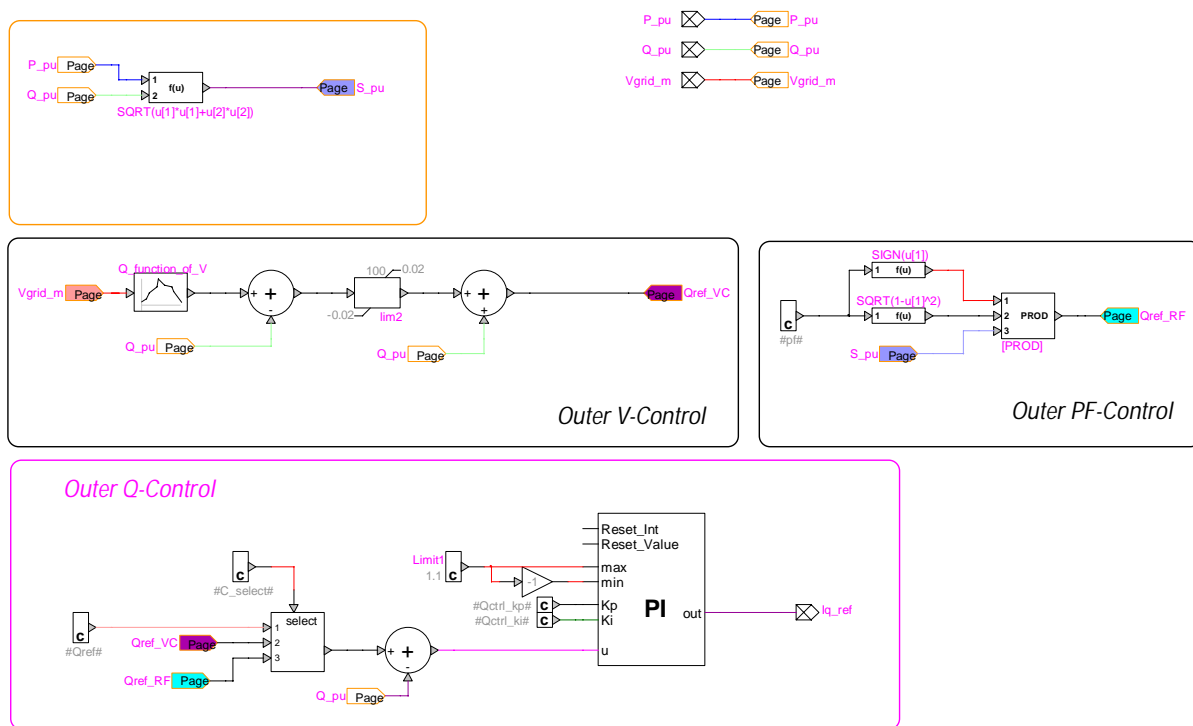 P_pu Page Page P_pu
Q_pu Page Page Q_pu
Vgrid_m Page Vgrid_m
P_pu Page
Q_pu Page
1
2
f(u)
Page S_pu
SQRT(u[1]*u[1]+u[2]*u[2])
Q_function_of_V
Vgrid_m Page
+
+
-
100
0.02
-0.02
lim2
+
+
+
Page Qref_VC
Q_pu Page
Q_pu Page
Outer V-Control
SIGN(u[1])
1 f(u)
SQRT(1-u[1]^2)
1 f(u)
C
#pf#
1
2 PROD
3
[PROD]
Page Qref_RF
S_pu Page
Outer PF-Control
Outer Q-Control
C
#C_select#
C
#Qref#
Qref_VC Page
Qref_RF Page
select
1
2
3
+
+
-
Q_pu Page
Limit1
C
1.1
-1
#Qctrl_kp# C
#Qctrl_ki# C
Reset_Int
Reset_Value
max
min
Kp
Ki
PI
out
u
Iq_ref